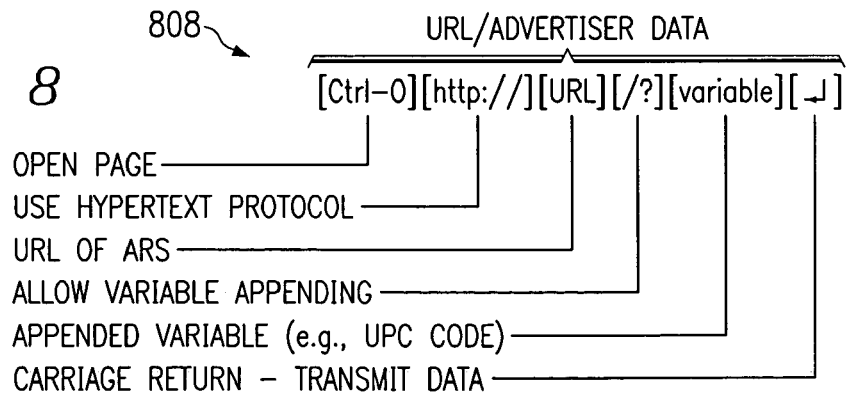 808
URL/ADVERTISER DATA
8
[Ctrl-O][http://][URL][/?][variable][↵]
OPEN PAGE
USE HYPERTEXT PROTOCOL
URL OF ARS
ALLOW VARIABLE APPENDING
APPENDED VARIABLE (e.g., UPC CODE)
CARRIAGE RETURN - TRANSMIT DATA